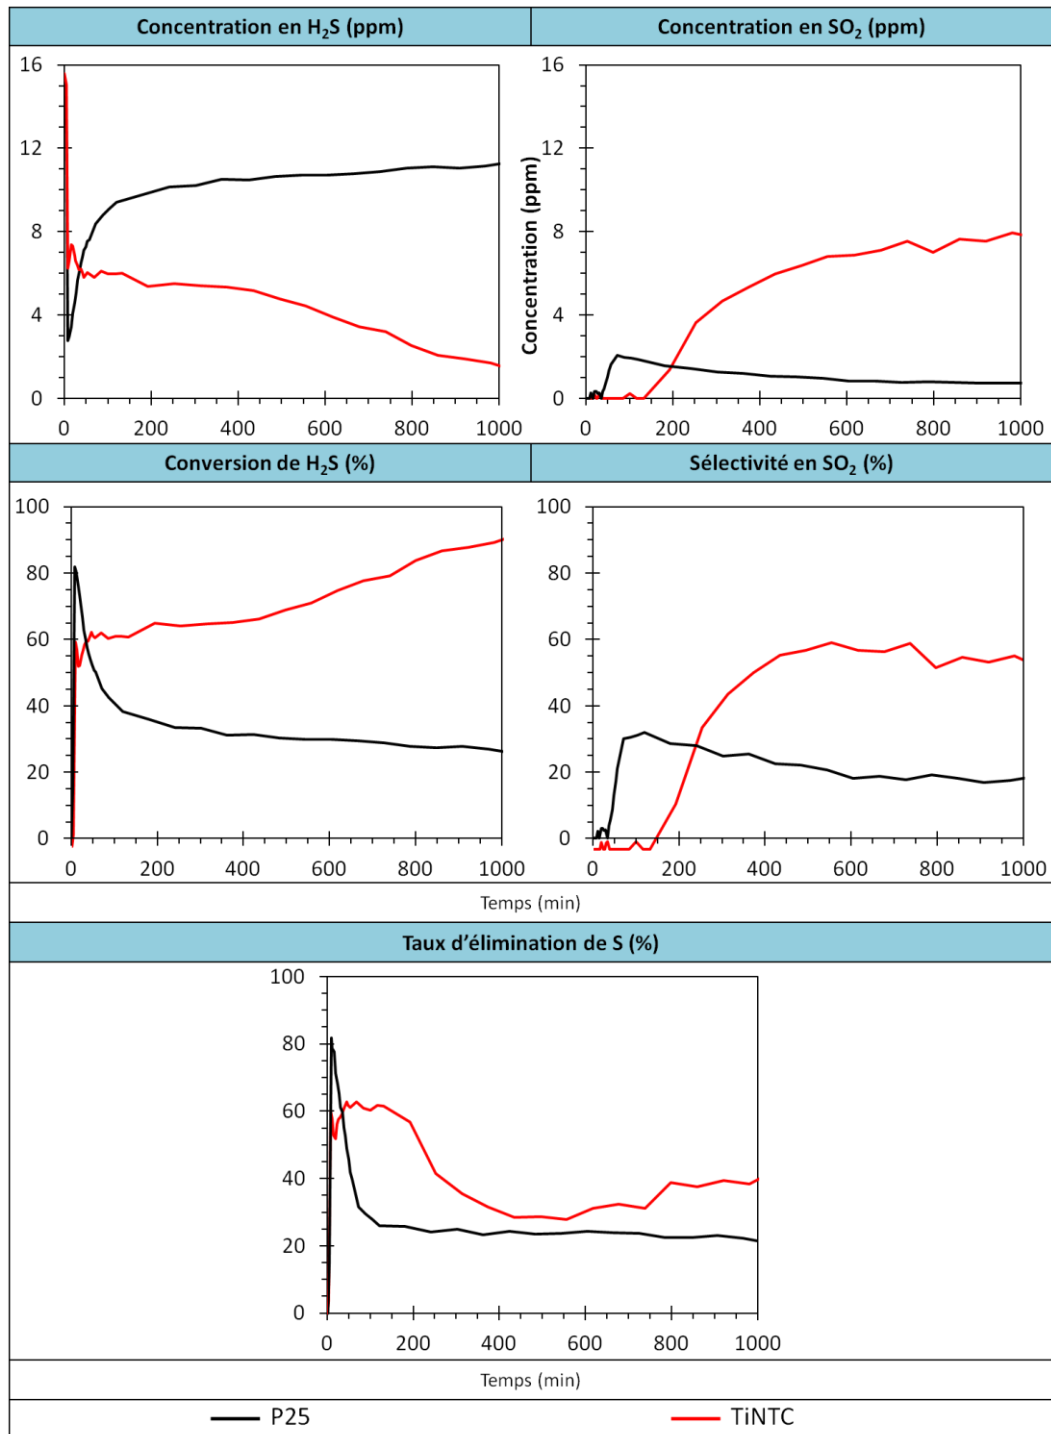 Concentration en H₂S (ppm) Concentration en SO₂ (ppm)
16 16
12 12
8 8
4 4
0 0
Concentration (ppm)
0 200 400 600 800 1000 0 200 400 600 800 1000
Conversion de H₂S (%) Sélectivité en SO₂ (%)
100 100
80 80
60 60
40 40
20 20
0 0
0 200 400 600 800 1000 0 200 400 600 800 1000
Temps (min)
Taux d'élimination de S (%)
100
80
60
40
20
0
0 200 400 600 800 1000
Temps (min)
P25 TiNTC